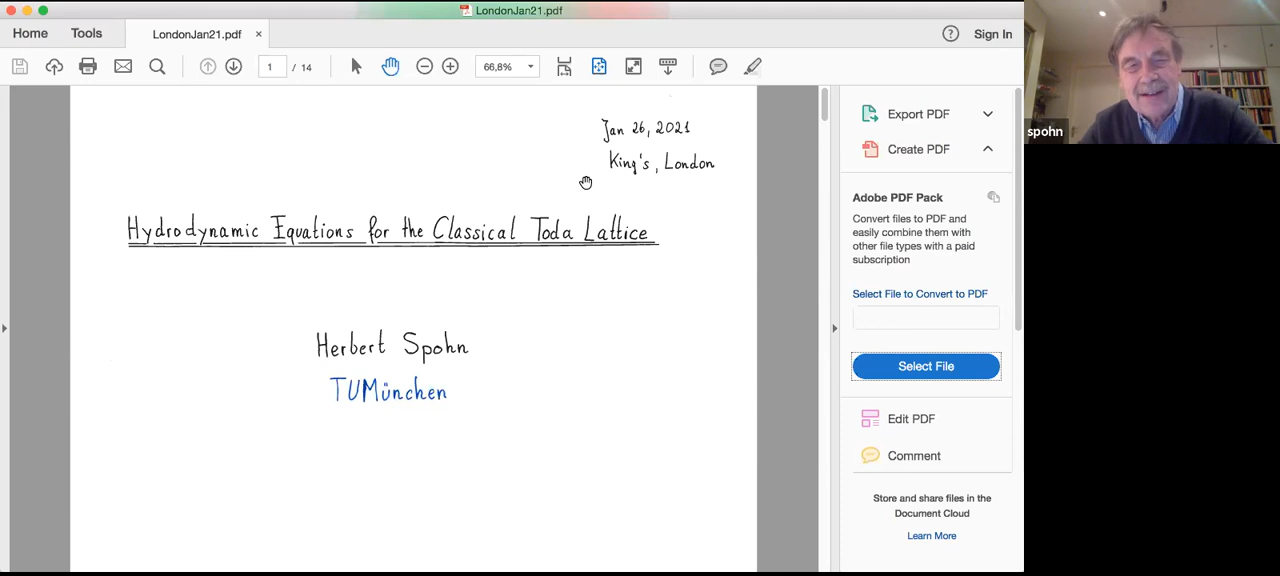 LondonJan21.pdf
Home
Tools
LondonJan21.pdf ×
Sign In
1 / 14
66,8%
Jan 26, 2021
King's, London
Hydrodynamic Equations for the Classical Toda Lattice
Herbert Spohn
TUMünchen
Export PDF
Create PDF
Adobe PDF Pack
Convert files to PDF and
easily combine them with
other file types with a paid
subscription
Select File to Convert to PDF
Select File
Edit PDF
Comment
Store and share files in the
Document Cloud
Learn More
spohn